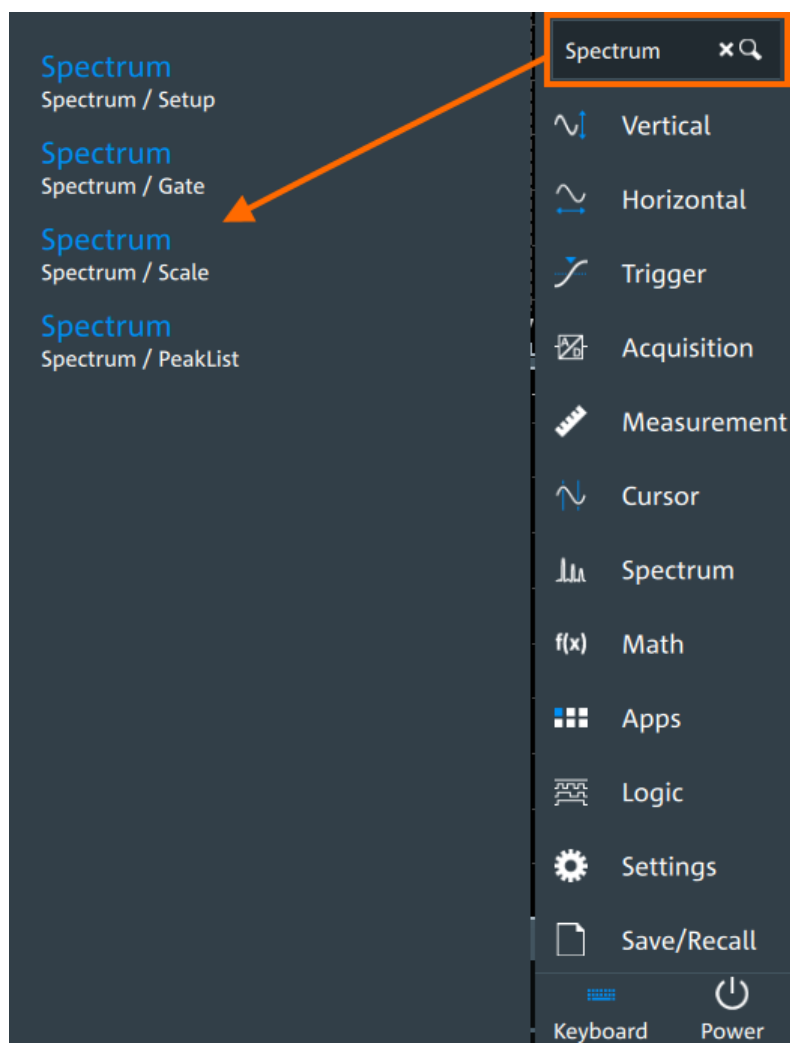 Spectrum
Spectrum / Setup
Spectrum
Spectrum / Gate
Spectrum
Spectrum / Scale
Spectrum
Spectrum / PeakList
Spectrum
Vertical
Horizontal
Trigger
A/D
Acquisition
Measurement
Cursor
Spectrum
f(x)
Math
Apps
Logic
Settings
Save/Recall
Keyboard
Power